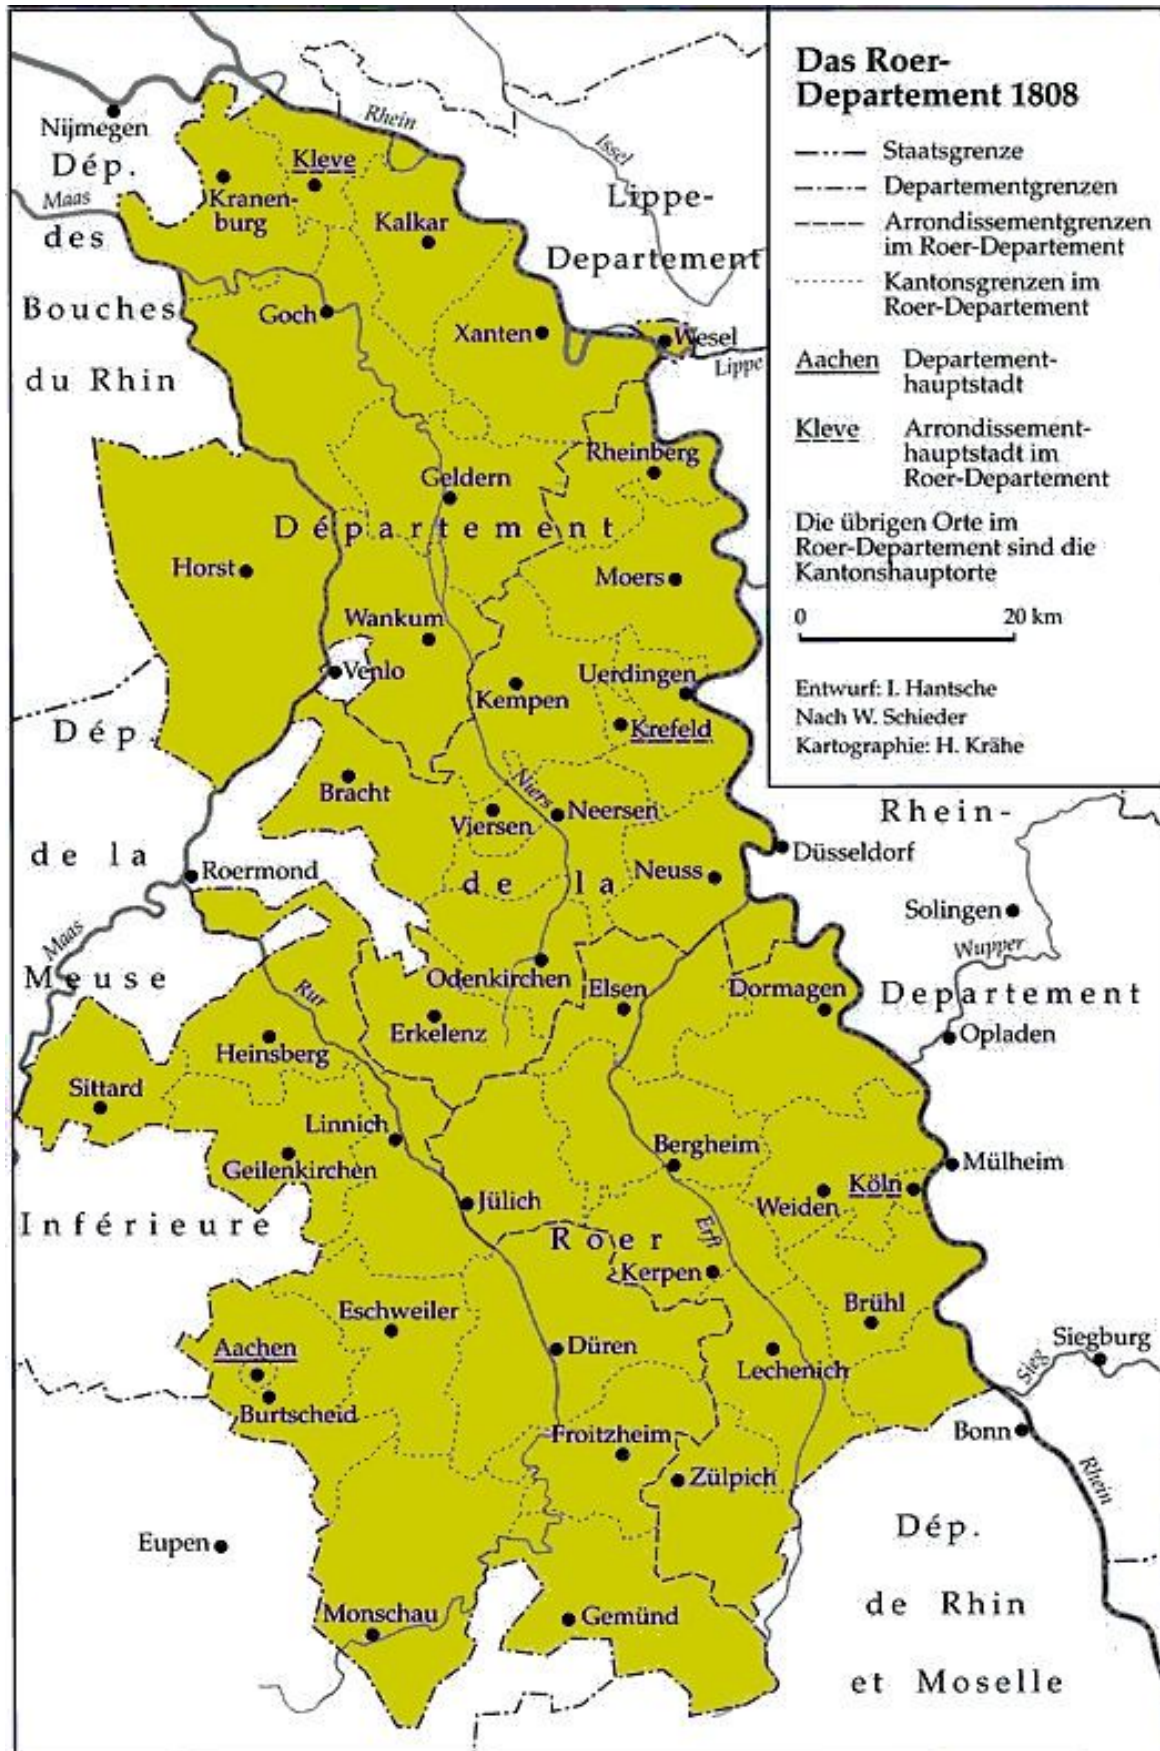 Das Roer-
Departement 1808
Staatsgrenze
Departementgrenzen
Arrondissementgrenzen
im Roer-Departement
Kantonsgrenzen im
Roer-Departement
Aachen
Departement-
hauptstadt
Kleve
Arrondissement-
hauptstadt im
Roer-Departement
Die übrigen Orte im
Roer-Departement sind die
Kantonshauptorte
0
20 km
Entwurf: I. Hantsche
Nach W. Schieder
Kartographie: H. Krähe
Nijmegen
Dép.
Maas
des
Bouches
du Rhin
Kranen-
burg
Kleve
Rhein
Issel
Lippe-
Departement
Kalkar
Goch
Xanten
Wesel
Lippe
Rheinberg
Geldern
Département
Horst
Moers
Wankum
Venlo
Kempen
Uerdingen
Krefeld
Dép.
Bracht
Niers
Viersen
Neersen
Rhein-
de la
Roermond
de la
Neuss
Düsseldorf
Solingen
Wupper
Maas
Meuse
Rur
Odenkirchen
Elsen
Dormagen
Departement
Erkelenz
Opladen
Heinsberg
Sittard
Linnich
Geilenkirchen
Bergheim
Mülheim
Weiden
Köln
Jülich
Inférieure
Roer
Erft
Kerpen
Eschweiler
Brühl
Aachen
Düren
Lechenich
Siegburg
Sieg
Burtscheid
Froitzheim
Bonn
Zülpich
Rhein
Eupen
Dép.
de Rhin
et Moselle
Monschau
Gemünd